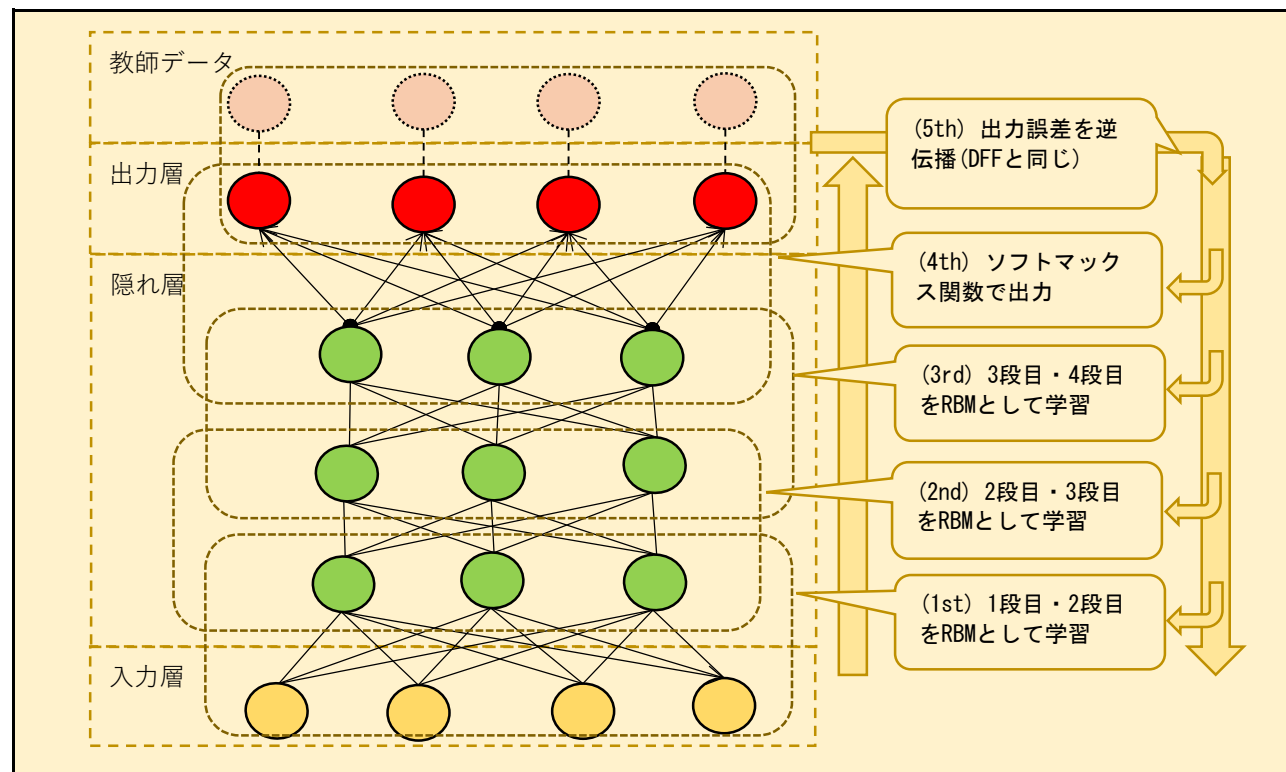 教師データ
出力層
隠れ層
入力層
(5th) 出力誤差を逆
伝播(DFFと同じ)
(4th) ソフトマック
ス関数で出力
(3rd) 3段目・4段目
をRBMとして学習
(2nd) 2段目・3段目
をRBMとして学習
(1st) 1段目・2段目
をRBMとして学習